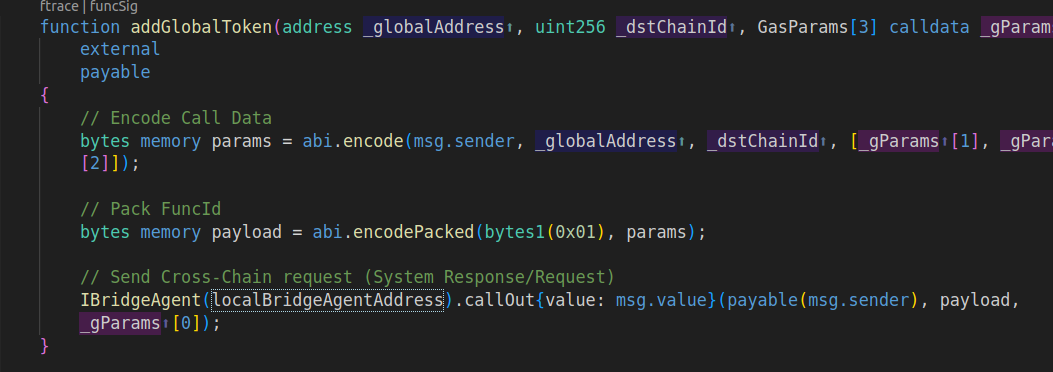 ftrace | funcSig
function addGlobalToken(address _globalAddress↑, uint256 _dstChainId↑, GasParams[3] calldata _gParams
external
payable
{
// Encode Call Data
bytes memory params = abi.encode(msg.sender, _globalAddress↑, _dstChainId↑, [_gParams↑[1], _gPara
[2]]);
// Pack FuncId
bytes memory payload = abi.encodePacked(bytes1(0x01), params);
// Send Cross-Chain request (System Response/Request)
IBridgeAgent(localBridgeAgentAddress).callOut{value: msg.value}(payable(msg.sender), payload,
_gParams↑[0]);
}